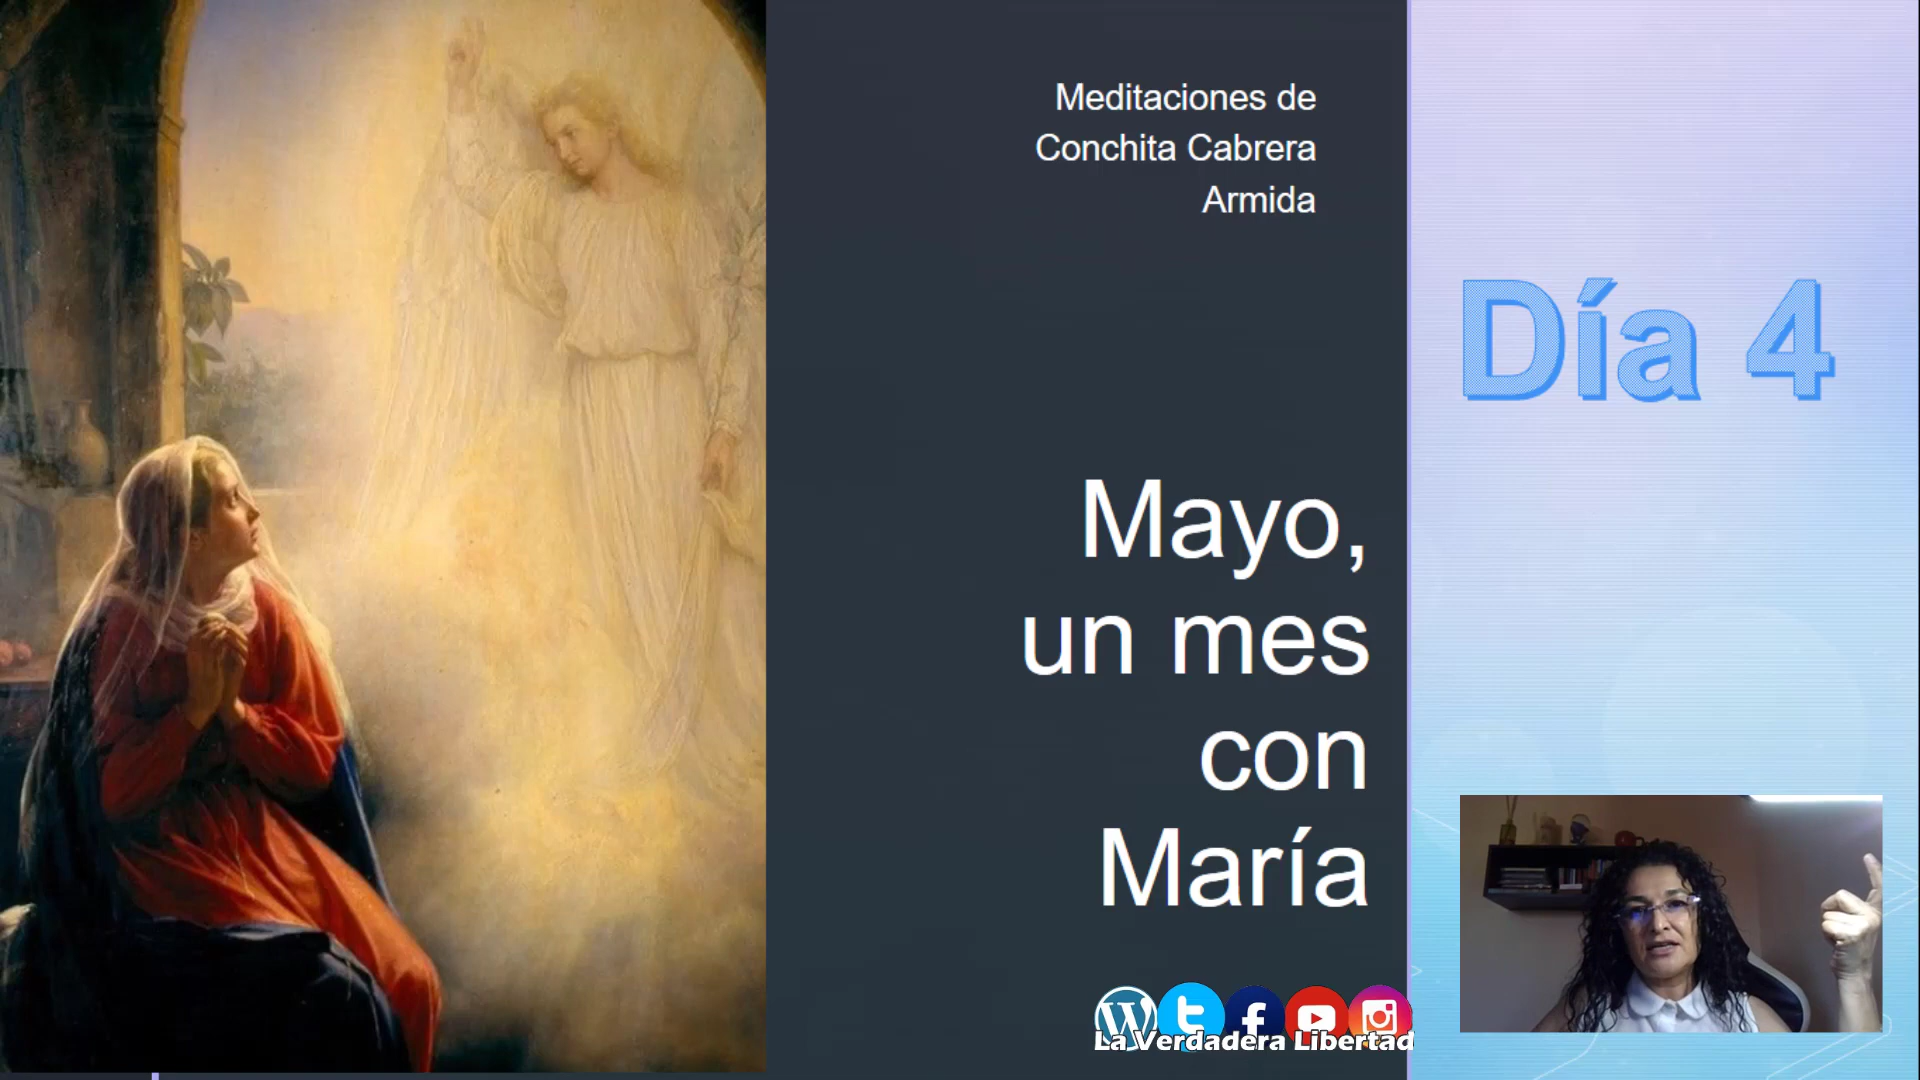 Meditaciones de
Conchita Cabrera
Armida
Día 4
Mayo,
un mes
con
María
La Verdadera Libertad